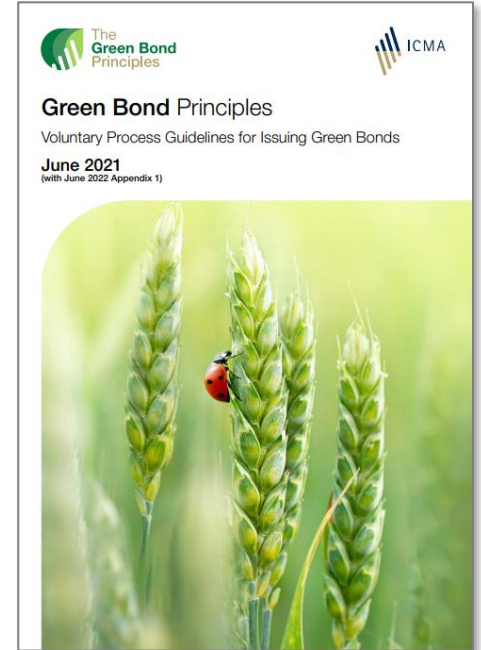 The
Green Bond
Principles
ICMA
Green Bond Principles
Voluntary Process Guidelines for Issuing Green Bonds
June 2021
(with June 2022 Appendix 1)